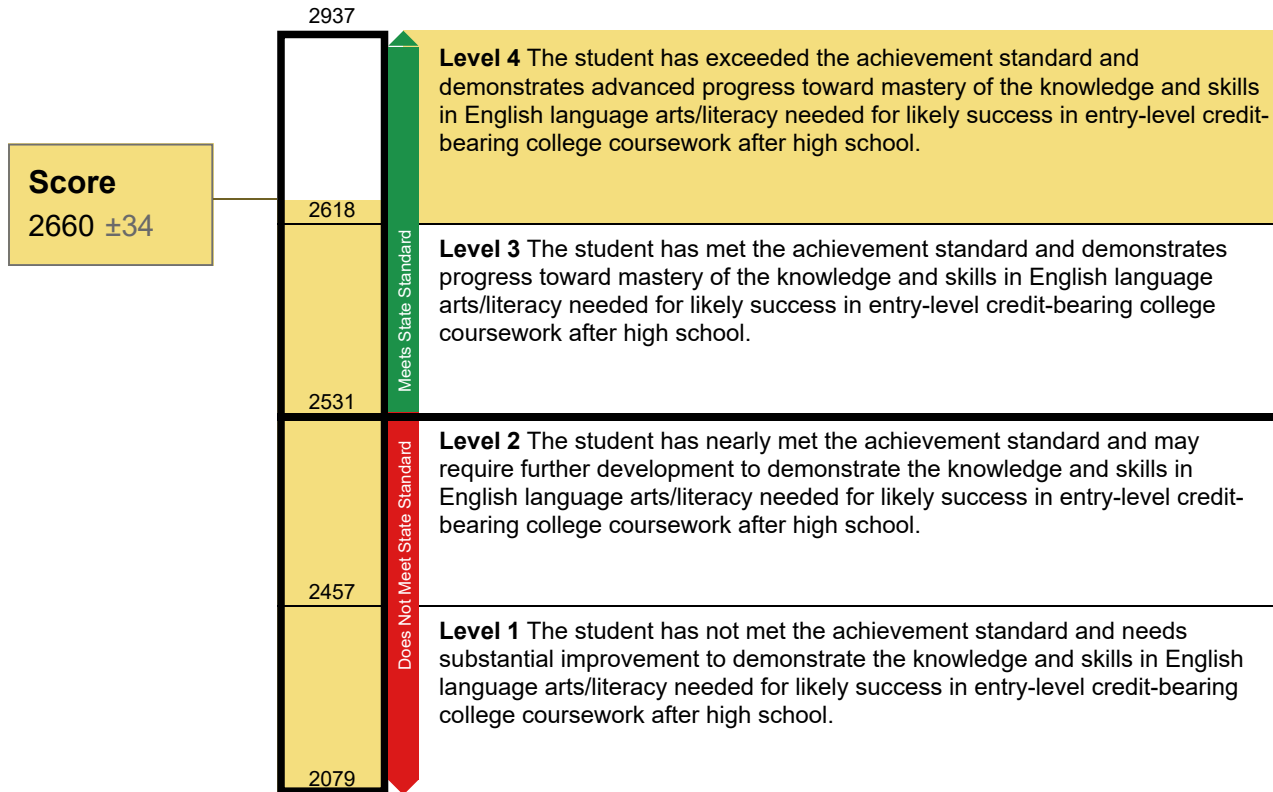 2937
Level 4 The student has exceeded the achievement standard and
demonstrates advanced progress toward mastery of the knowledge and skills
in English language arts/literacy needed for likely success in entry-level credit-
bearing college coursework after high school.
Score
2660 ±34
2618
Meets State Standard
Level 3 The student has met the achievement standard and demonstrates
progress toward mastery of the knowledge and skills in English language
arts/literacy needed for likely success in entry-level credit-bearing college
coursework after high school.
2531
Does Not Meet State Standard
Level 2 The student has nearly met the achievement standard and may
require further development to demonstrate the knowledge and skills in
English language arts/literacy needed for likely success in entry-level credit-
bearing college coursework after high school.
2457
Level 1 The student has not met the achievement standard and needs
substantial improvement to demonstrate the knowledge and skills in English
language arts/literacy needed for likely success in entry-level credit-bearing
college coursework after high school.
2079